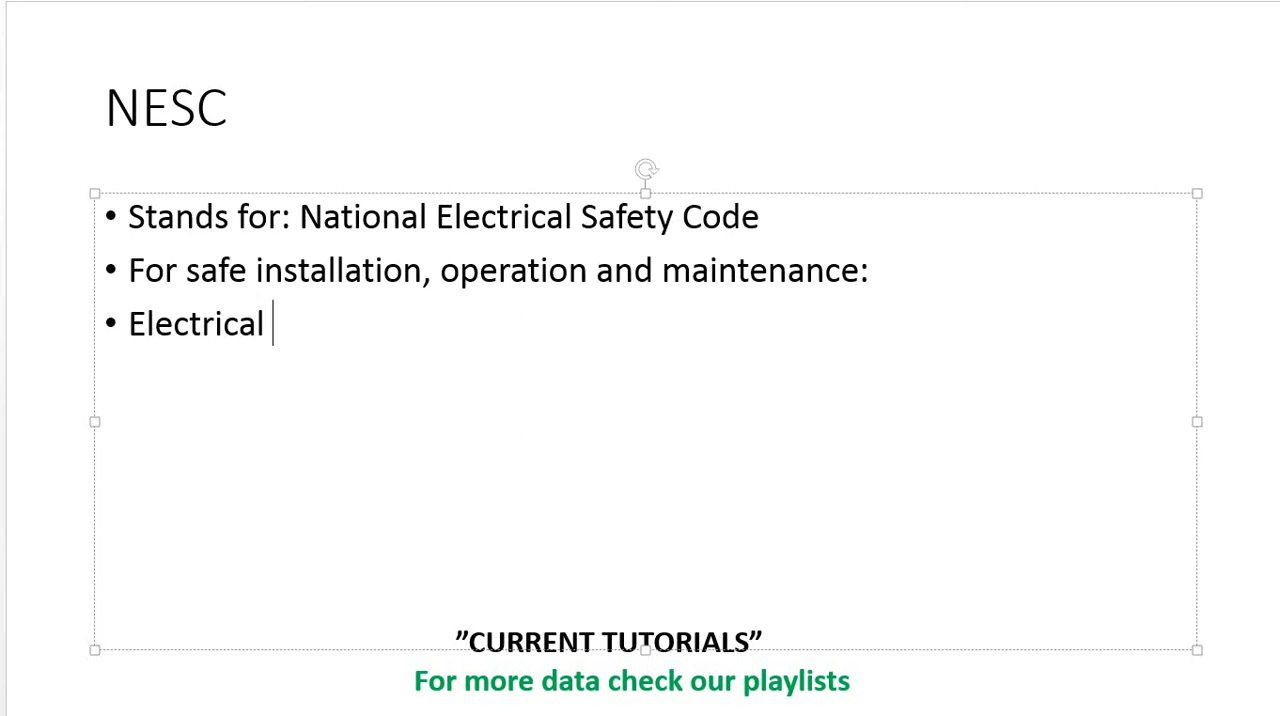 NESC
• Stands for: National Electrical Safety Code
• For safe installation, operation and maintenance:
• Electrical
”CURRENT TUTORIALS”
For more data check our playlists